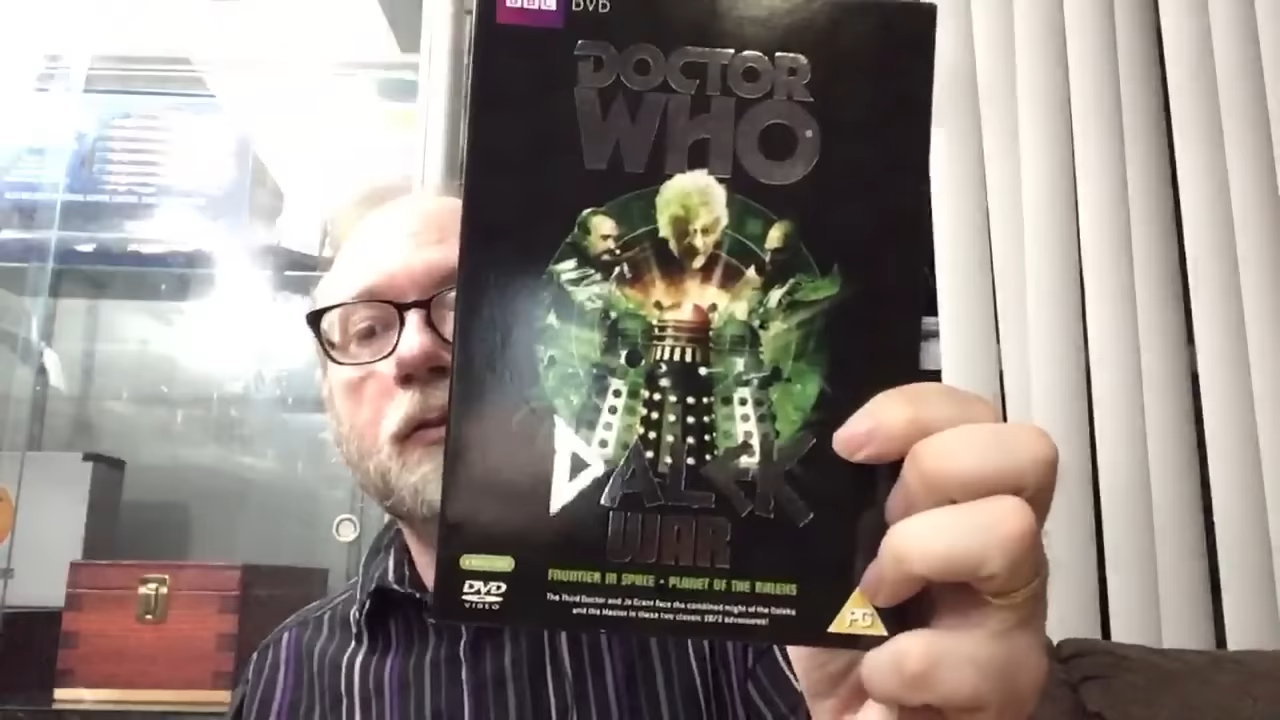 BBC DVD
DOCTOR
WHO
DALEK
WAR
FRONTIER IN SPACE • PLANET OF THE DALEKS
DVD
VIDEO
The Third Doctor and Jo Grant face the combined might of the Daleks
and the Master in these two classic 1973 adventures!
PG